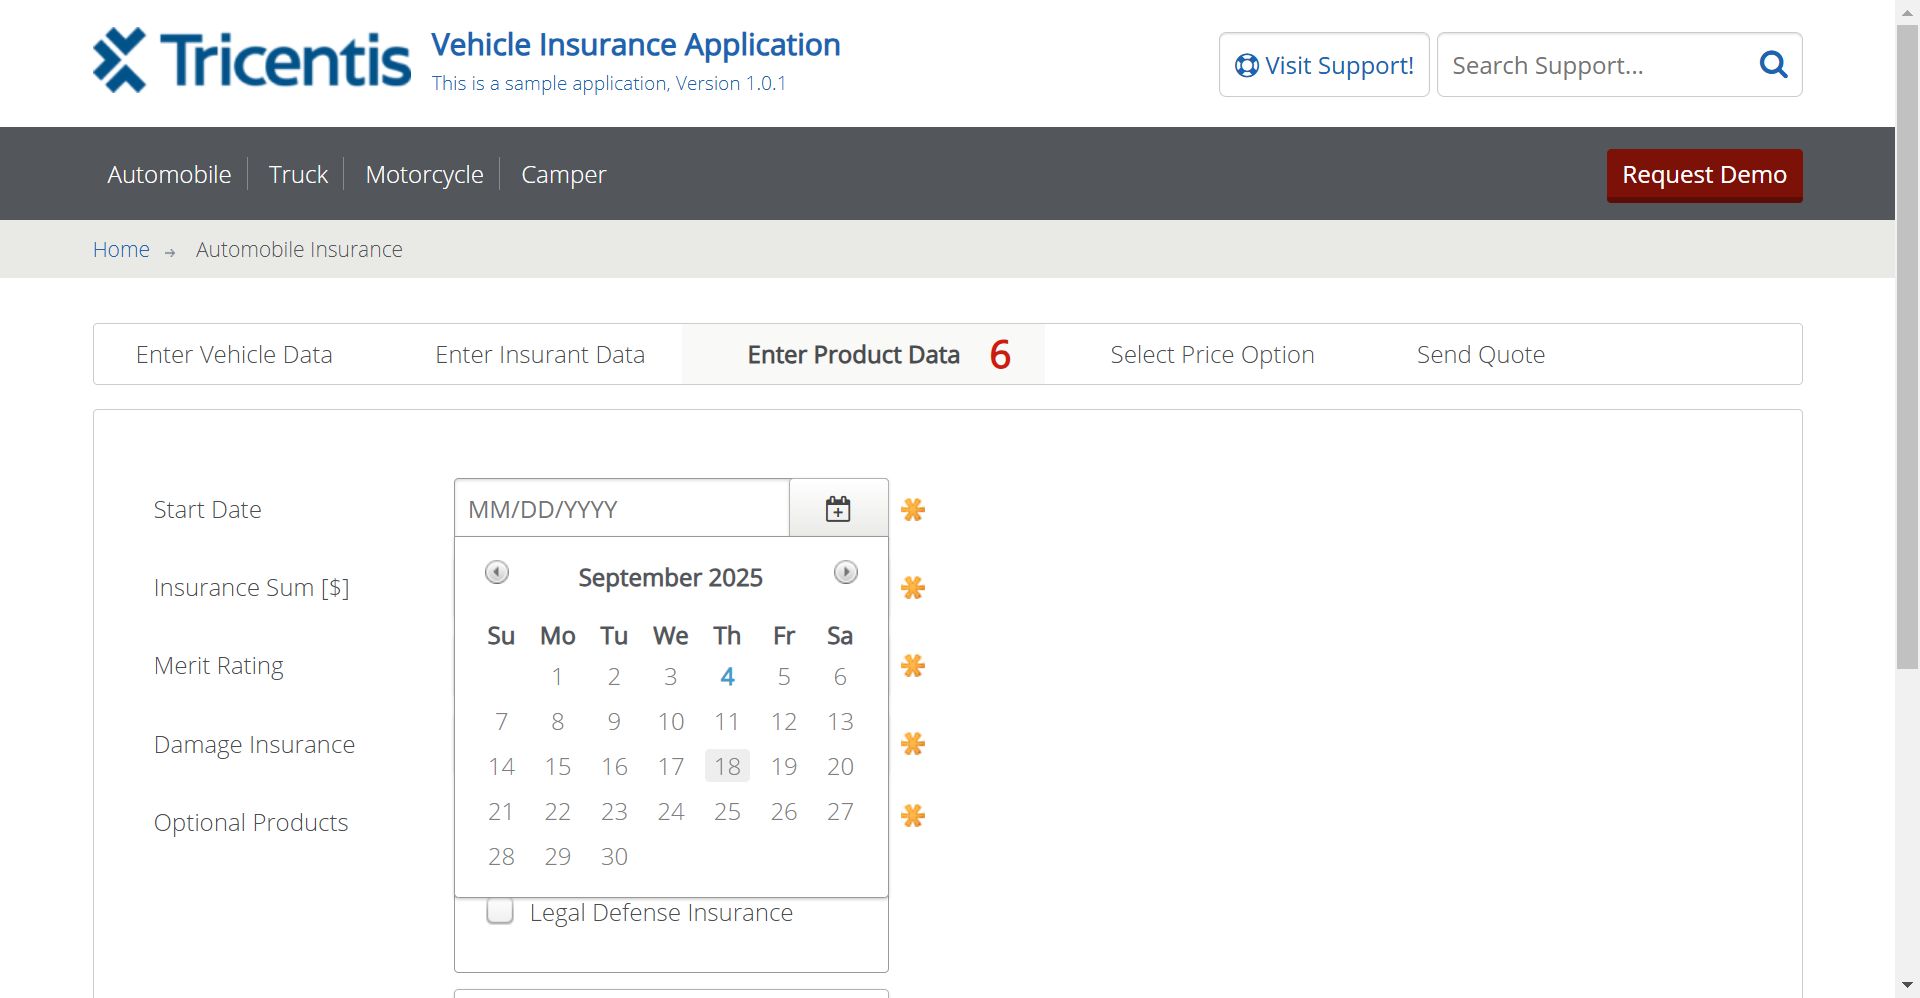 Tricentis
Vehicle Insurance Application
This is a sample application, Version 1.0.1
Visit Support!
Search Support...
Automobile
Truck
Motorcycle
Camper
Request Demo
Home
Automobile Insurance
Enter Vehicle Data
Enter Insurant Data
Enter Product Data 6
Select Price Option
Send Quote
Start Date
MM/DD/YYYY
September 2025
Su Mo Tu We Th Fr Sa
1 2 3 4 5 6
7 8 9 10 11 12 13
14 15 16 17 18 19 20
21 22 23 24 25 26 27
28 29 30
Insurance Sum [$]
Merit Rating
Damage Insurance
Optional Products
Legal Defense Insurance